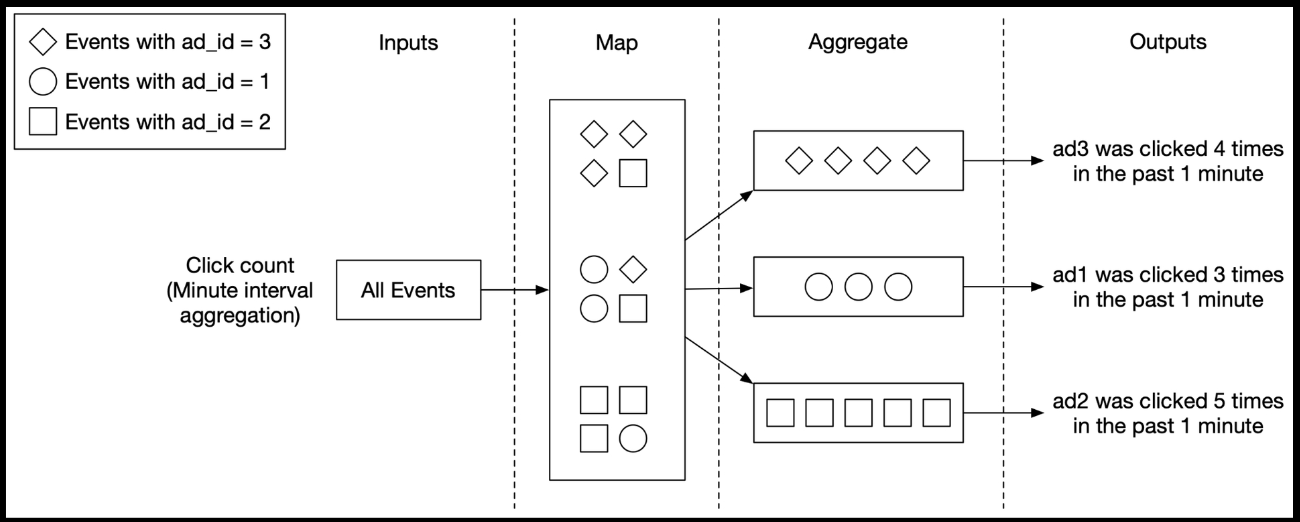 Events with ad_id = 3
Events with ad_id = 1
Events with ad_id = 2
Inputs
Map
Aggregate
Outputs
Click count
(Minute interval
aggregation)
All Events
ad3 was clicked 4 times
in the past 1 minute
ad1 was clicked 3 times
in the past 1 minute
ad2 was clicked 5 times
in the past 1 minute